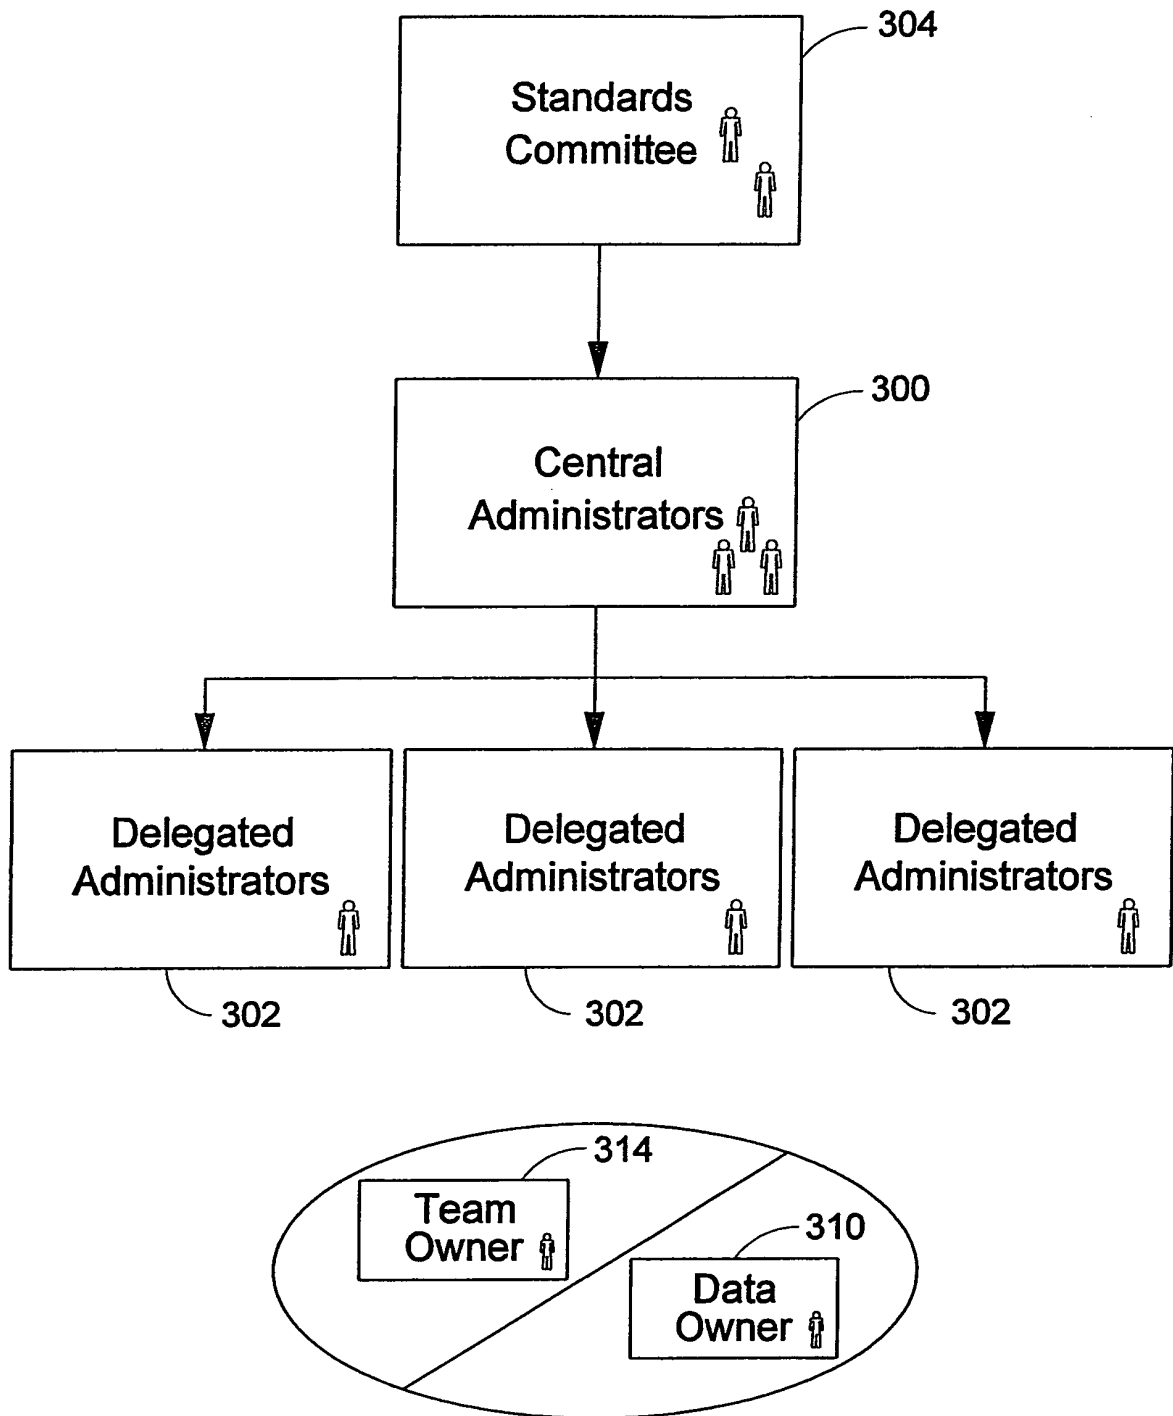 304
Standards
Committee
300
Central
Administrators
Delegated
Administrators
Delegated
Administrators
Delegated
Administrators
302
302
302
314
Team
Owner
310
Data
Owner